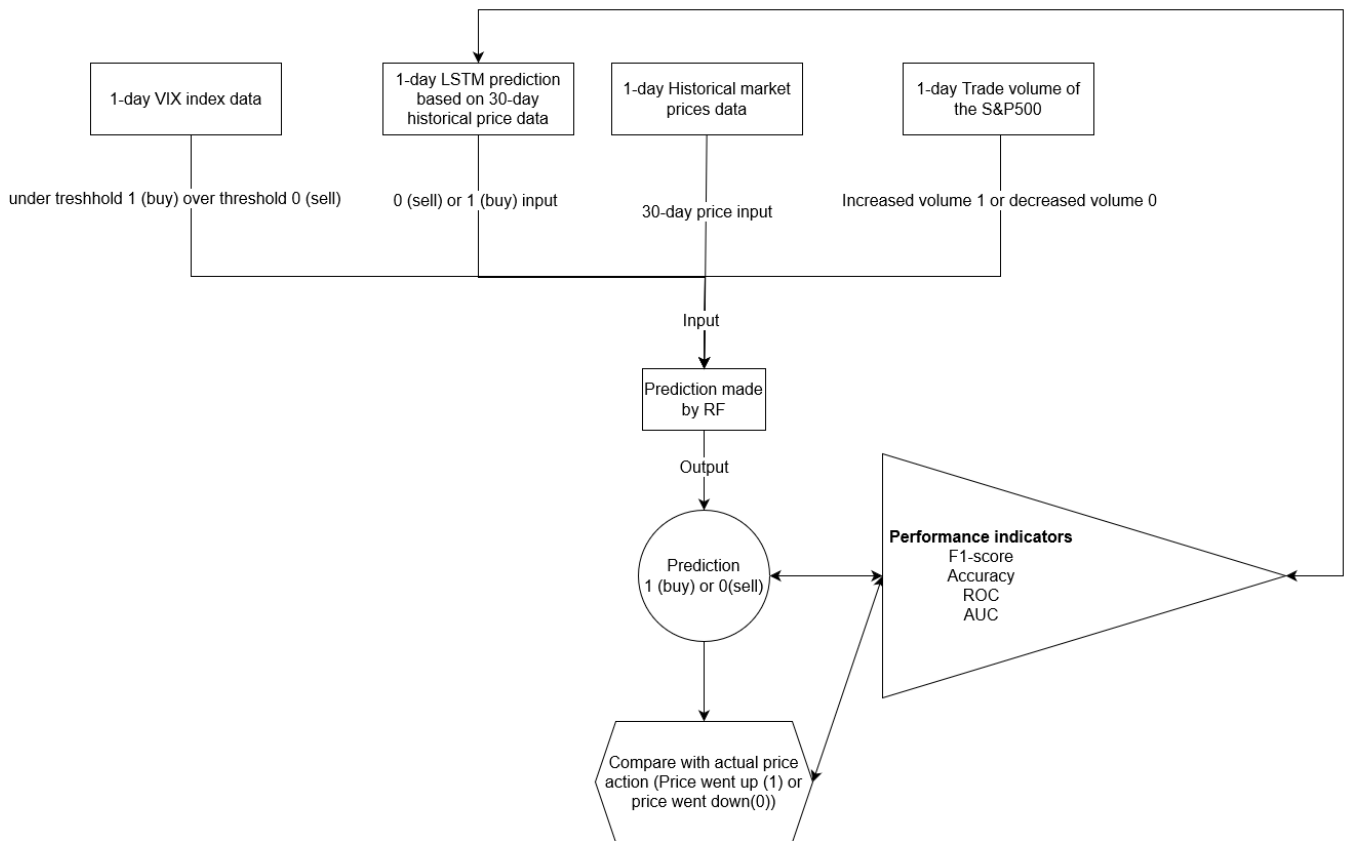 1-day VIX index data
1-day LSTM prediction
based on 30-day
historical price data
1-day Historical market
prices data
1-day Trade volume of
the S&P500
under treshhold 1 (buy) over threshold 0 (sell)
0 (sell) or 1 (buy) input
30-day price input
Increased volume 1 or decreased volume 0
Input
Prediction made
by RF
Output
Prediction
1 (buy) or 0(sell)
Performance indicators
F1-score
Accuracy
ROC
AUC
Compare with actual price
action (Price went up (1) or
price went down(0))